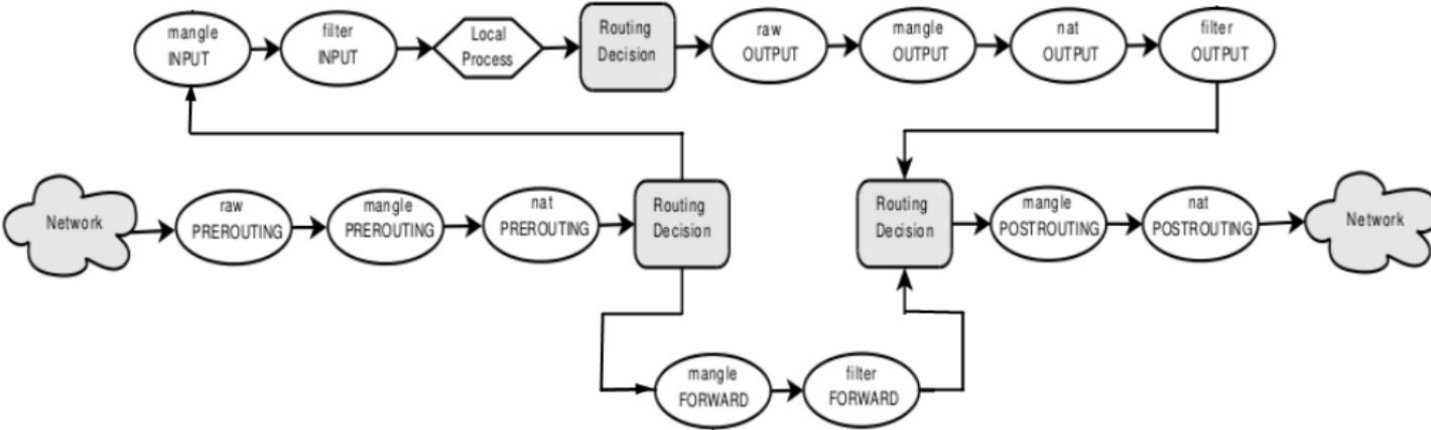 mangle
INPUT
filter
INPUT
Local
Process
Routing
Decision
raw
OUTPUT
mangle
OUTPUT
nat
OUTPUT
filter
OUTPUT
Network
raw
PREROUTING
mangle
PREROUTING
nat
PREROUTING
Routing
Decision
Routing
Decision
mangle
POSTROUTING
nat
POSTROUTING
Network
mangle
FORWARD
filter
FORWARD